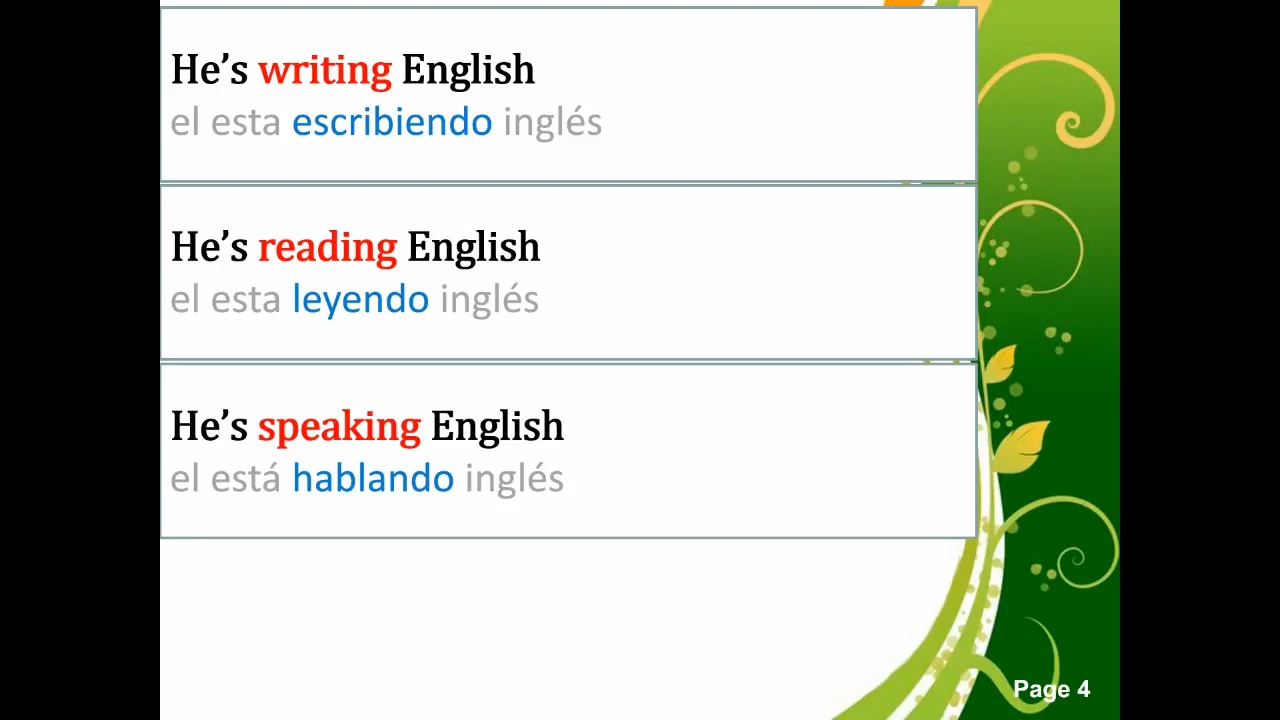 He’s writing English
el esta escribiendo inglés
He’s reading English
el esta leyendo inglés
He’s speaking English
el está hablando inglés
Page 4